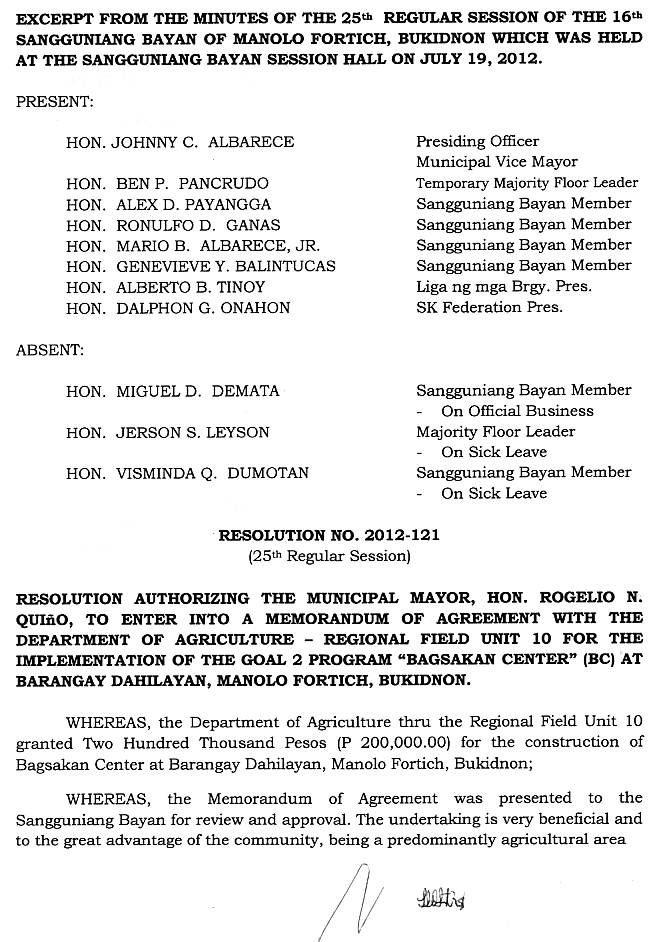 EXCERPT FROM THE MINUTES OF THE 25th REGULAR SESSION OF THE 16th
SANGGUNIANG BAYAN OF MANOLO FORTICH, BUKIDNON WHICH WAS HELD
AT THE SANGGUNIANG BAYAN SESSION HALL ON JULY 19, 2012.
PRESENT:
HON. JOHNNY C. ALBARECE Presiding Officer
Municipal Vice Mayor
HON. BEN P. PANCRUDO Temporary Majority Floor Leader
HON. ALEX D. PAYANGGA Sangguniang Bayan Member
HON. RONULFO D. GANAS Sangguniang Bayan Member
HON. MARIO B. ALBARECE, JR. Sangguniang Bayan Member
HON. GENEVIEVE Y. BALINTUCAS Sangguniang Bayan Member
HON. ALBERTO B. TINOY Liga ng mga Brgy. Pres.
HON. DALPHON G. ONAHON SK Federation Pres.
ABSENT:
HON. MIGUEL D. DEMATA Sangguniang Bayan Member
- On Official Business
HON. JERSON S. LEYSON Majority Floor Leader
- On Sick Leave
HON. VISMINDA Q. DUMOTAN Sangguniang Bayan Member
- On Sick Leave
RESOLUTION NO. 2012-121
(25th Regular Session)
RESOLUTION AUTHORIZING THE MUNICIPAL MAYOR, HON. ROGELIO N.
QUIñO, TO ENTER INTO A MEMORANDUM OF AGREEMENT WITH THE
DEPARTMENT OF AGRICULTURE – REGIONAL FIELD UNIT 10 FOR THE
IMPLEMENTATION OF THE GOAL 2 PROGRAM “BAGSAKAN CENTER” (BC) AT
BARANGAY DAHILAYAN, MANOLO FORTICH, BUKIDNON.
WHEREAS, the Department of Agriculture thru the Regional Field Unit 10
granted Two Hundred Thousand Pesos (P 200,000.00) for the construction of
Bagsakan Center at Barangay Dahilayan, Manolo Fortich, Bukidnon;
WHEREAS, the Memorandum of Agreement was presented to the
Sangguniang Bayan for review and approval. The undertaking is very beneficial and
to the great advantage of the community, being a predominantly agricultural area